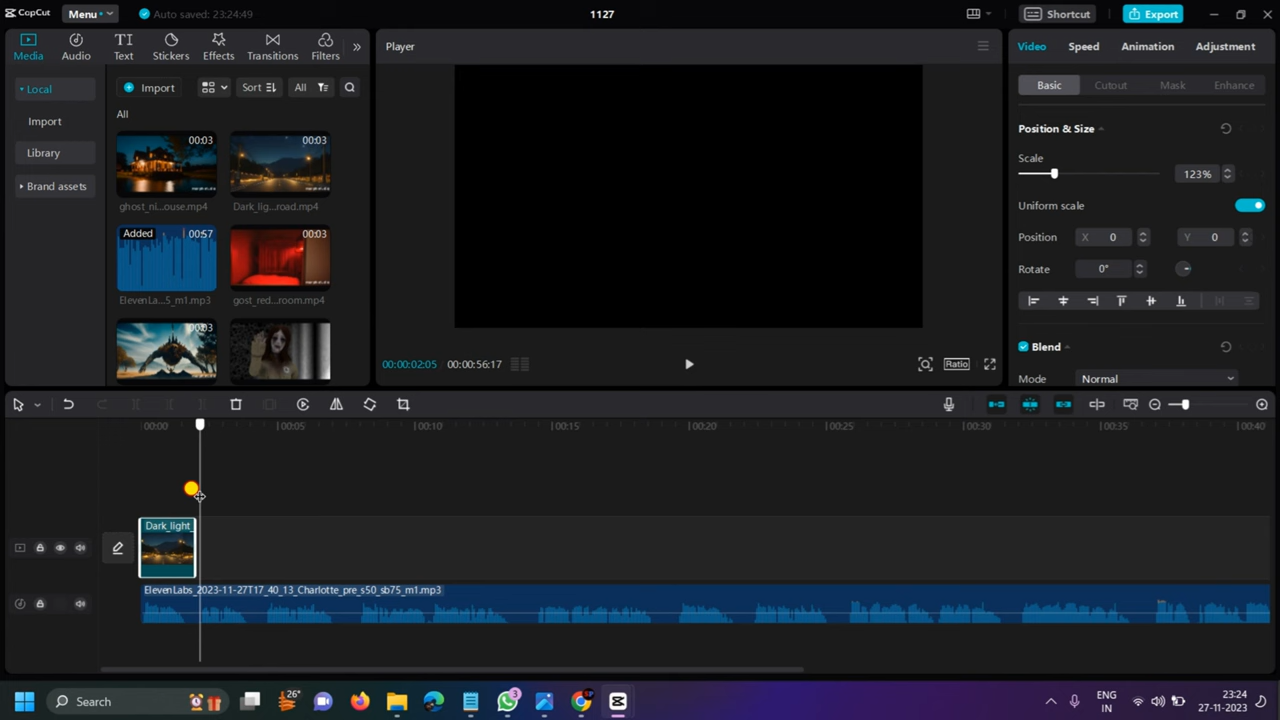 CapCut
Menu
Auto saved: 23:24:49
1127
Shortcut
Export
Media
Audio
Text
Stickers
Effects
Transitions
Filters
Player
Video
Speed
Animation
Adjustment
Local
Import
Sort
All
Basic
Cutout
Mask
Enhance
Import
All
Library
Brand assets
00:03
ghost_ni...ouse.mp4
00:03
Dark_lig...road.mp4
Added
00:57
ElevenLa...5_m1.mp3
00:03
gost_red...room.mp4
00:03
Position & Size
Scale
123%
Uniform scale
Position
X 0
Y 0
Rotate
0°
Blend
Mode
Normal
00:00:02:05
00:00:56:17
Ratio
00:00
00:05
00:10
00:15
00:20
00:25
00:30
00:35
00:40
Dark_light_
ElevenLabs_2023-11-27T17_40_13_Charlotte_pre_s50_sb75_m1.mp3
Search
26°
3
ENG
IN
23:24
27-11-2023